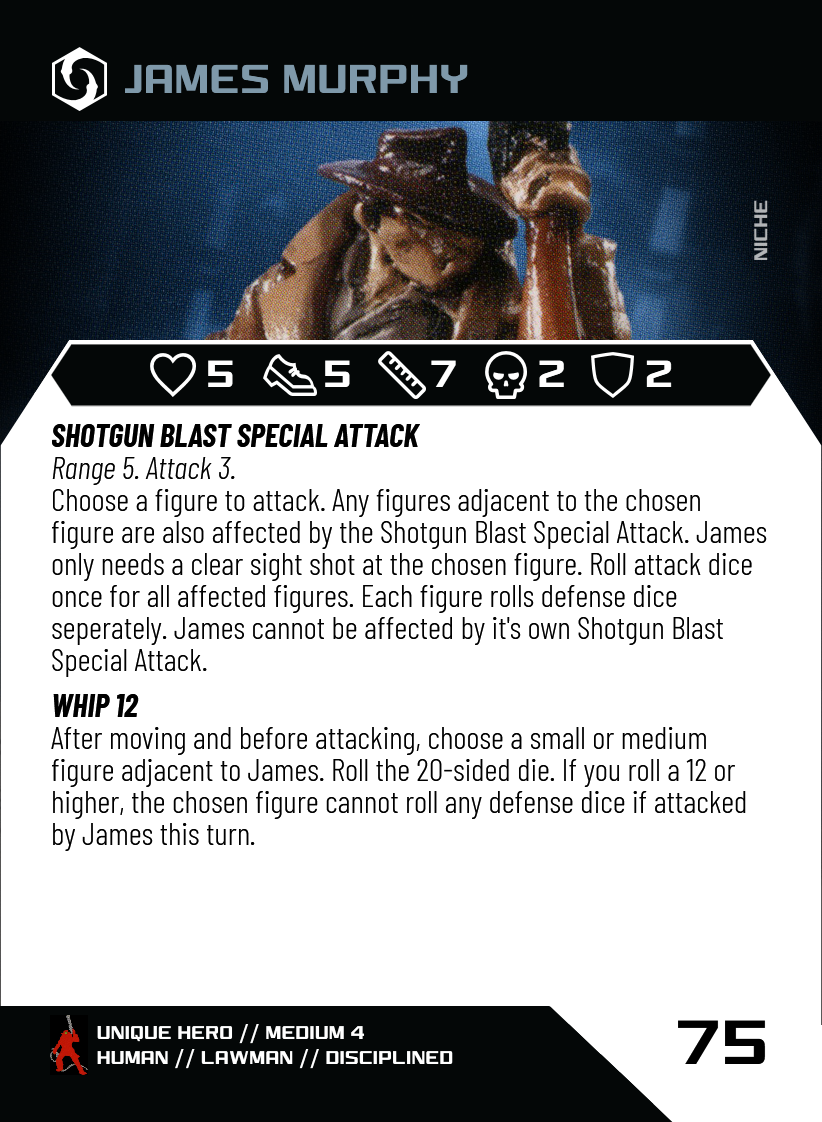 JAMES MURPHY
NICHE
5 5 7 2 2
SHOTGUN BLAST SPECIAL ATTACK
Range 5. Attack 3.
Choose a figure to attack. Any figures adjacent to the chosen
figure are also affected by the Shotgun Blast Special Attack. James
only needs a clear sight shot at the chosen figure. Roll attack dice
once for all affected figures. Each figure rolls defense dice
seperately. James cannot be affected by it's own Shotgun Blast
Special Attack.
WHIP 12
After moving and before attacking, choose a small or medium
figure adjacent to James. Roll the 20-sided die. If you roll a 12 or
higher, the chosen figure cannot roll any defense dice if attacked
by James this turn.
UNIQUE HERO // MEDIUM 4
HUMAN // LAWMAN // DISCIPLINED
75